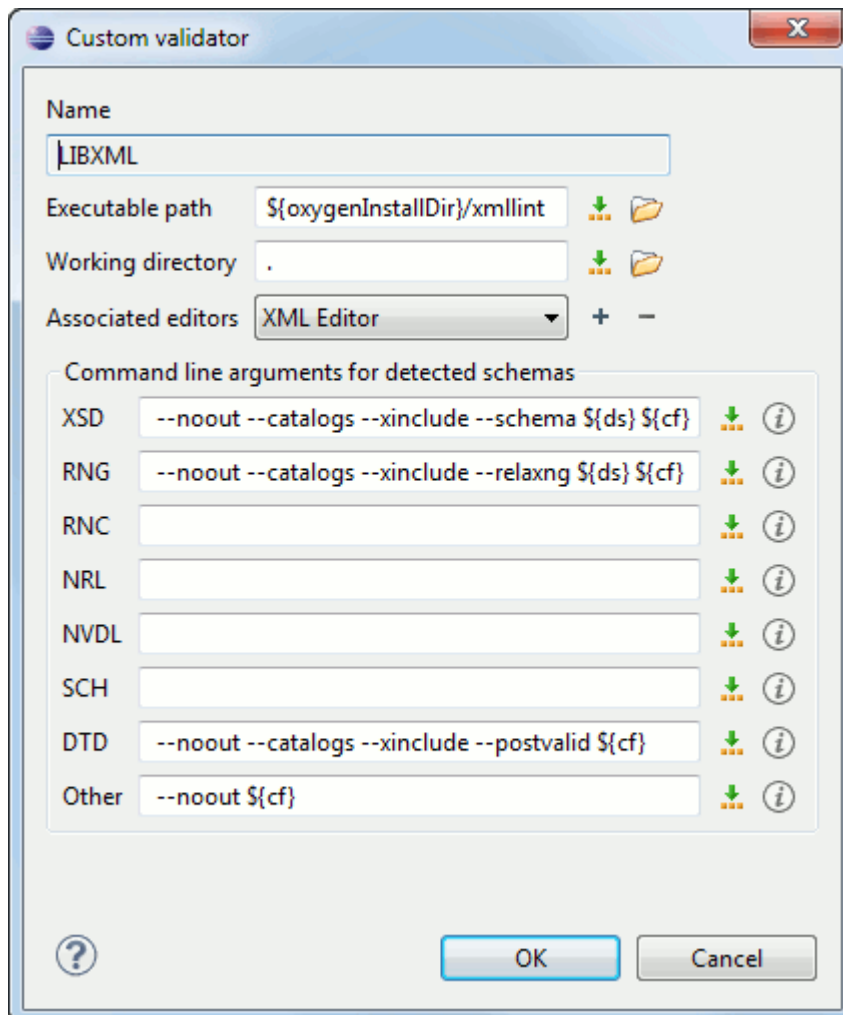 Custom validator
Name
LIBXML
Executable path ${oxygenInstallDir}/xmllint
Working directory .
Associated editors XML Editor + −
Command line arguments for detected schemas
XSD --noout --catalogs --xinclude --schema ${ds} ${cf}
RNG --noout --catalogs --xinclude --relaxng ${ds} ${cf}
RNC
NRL
NVDL
SCH
DTD --noout --catalogs --xinclude --postvalid ${cf}
Other --noout ${cf}
OK Cancel